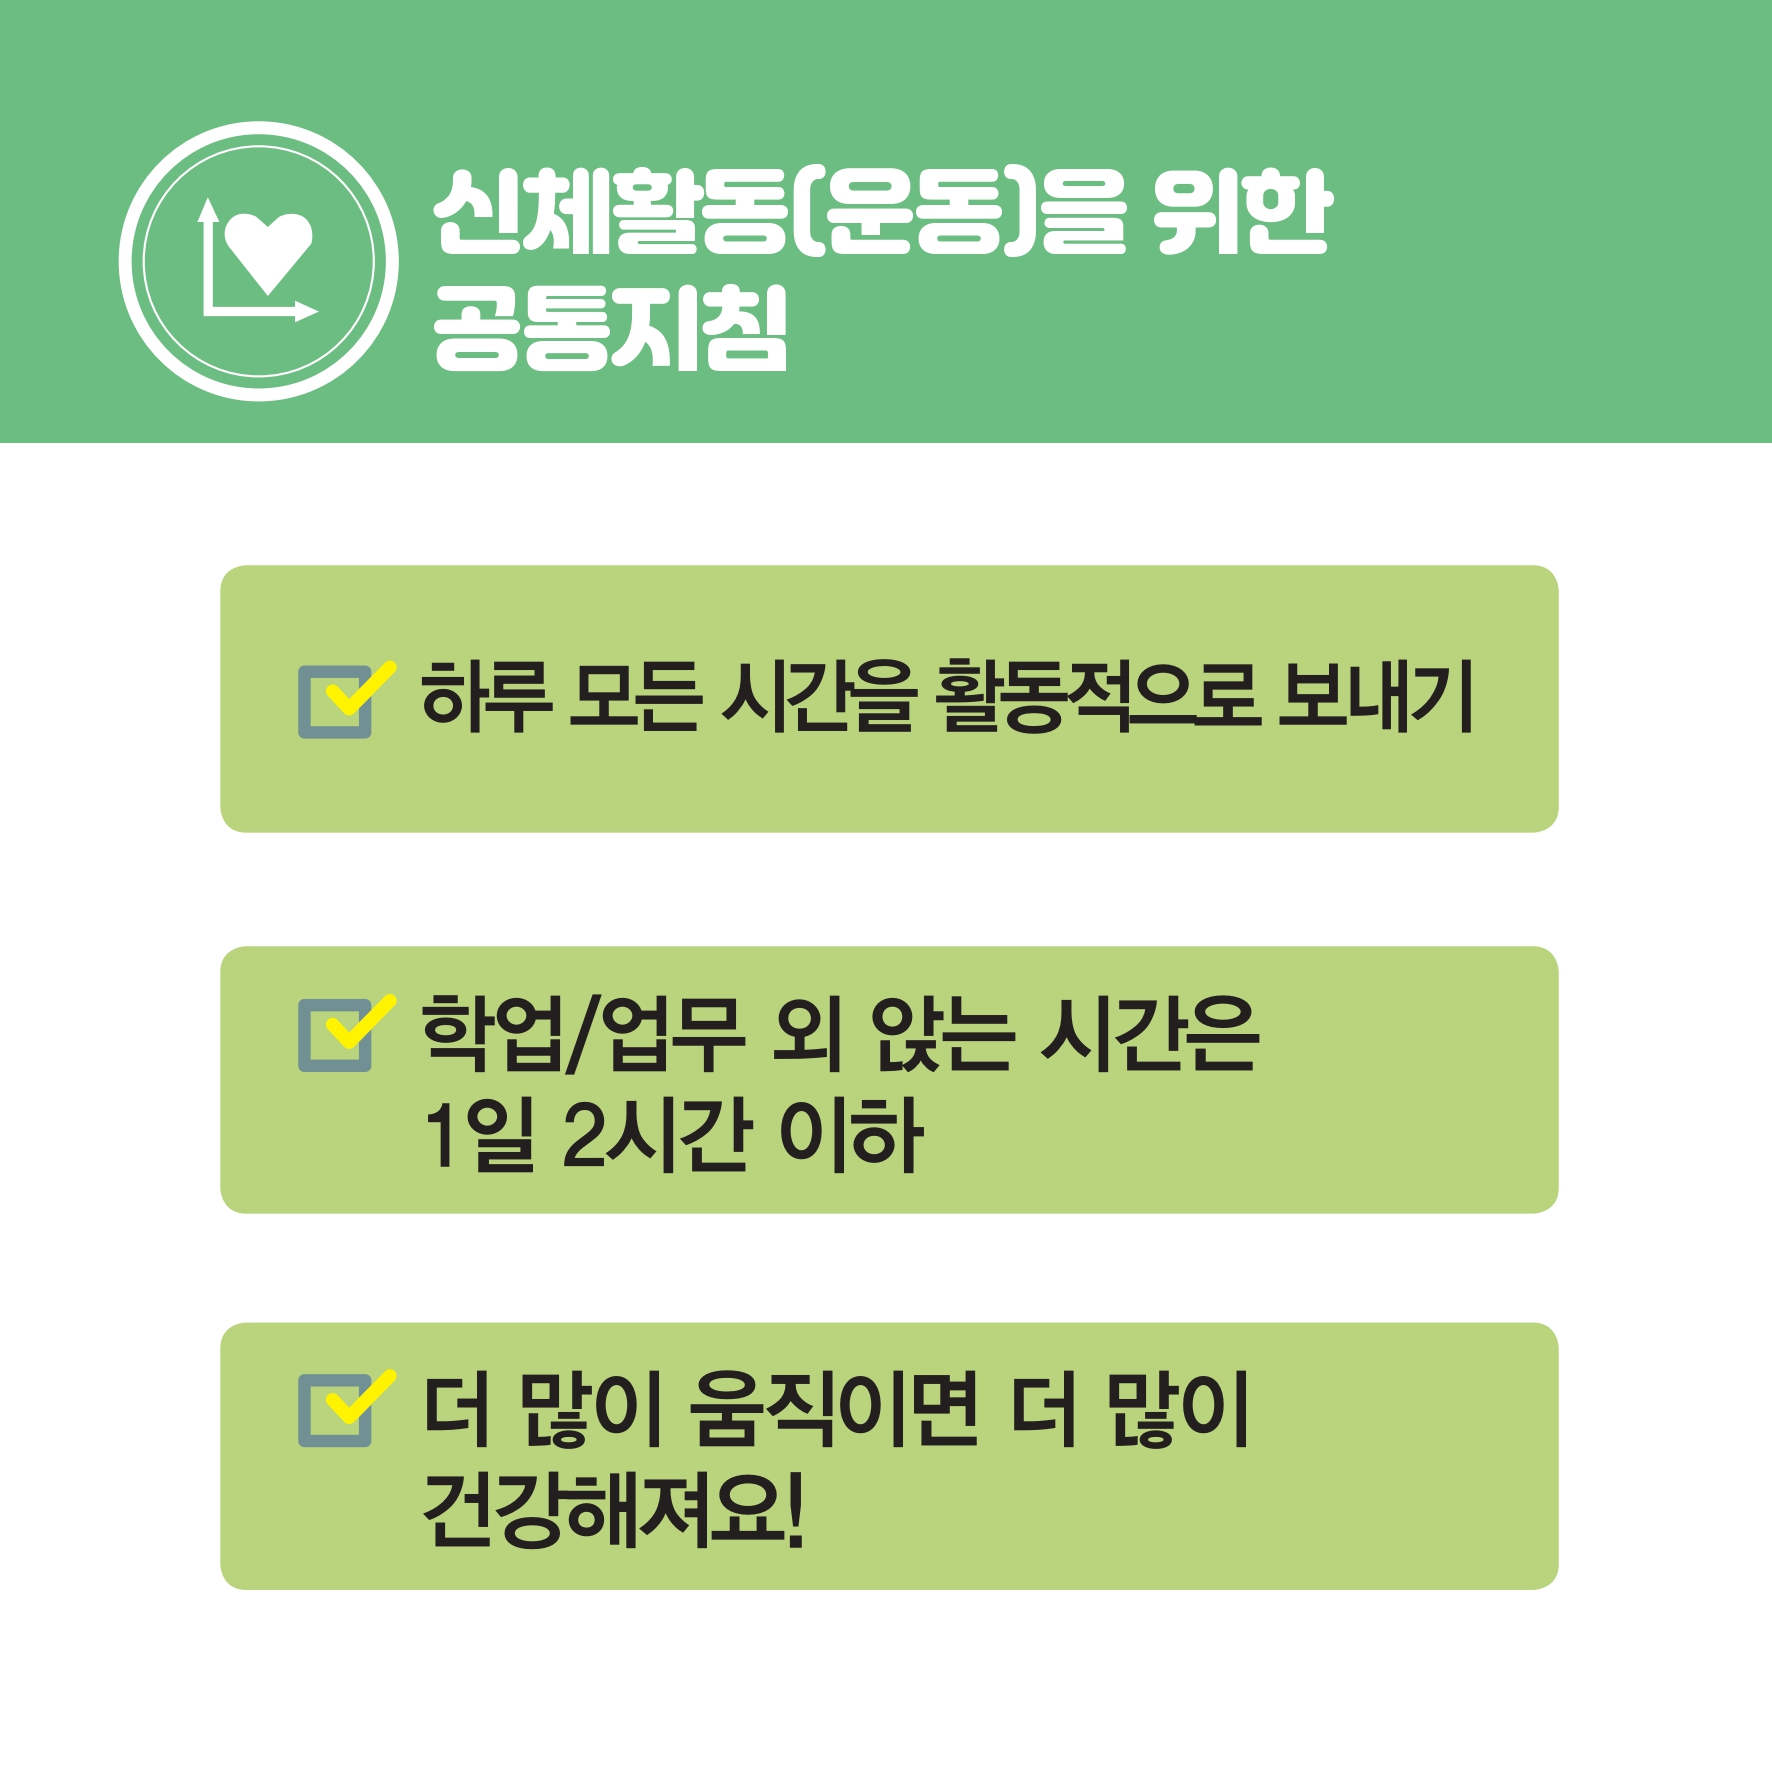 신체활동(운동)을 위한
공통지침
하루 모든 시간을 활동적으로 보내기
학업/업무 외 앉는 시간은
1일 2시간 이하
더 많이 움직이면 더 많이
건강해져요!